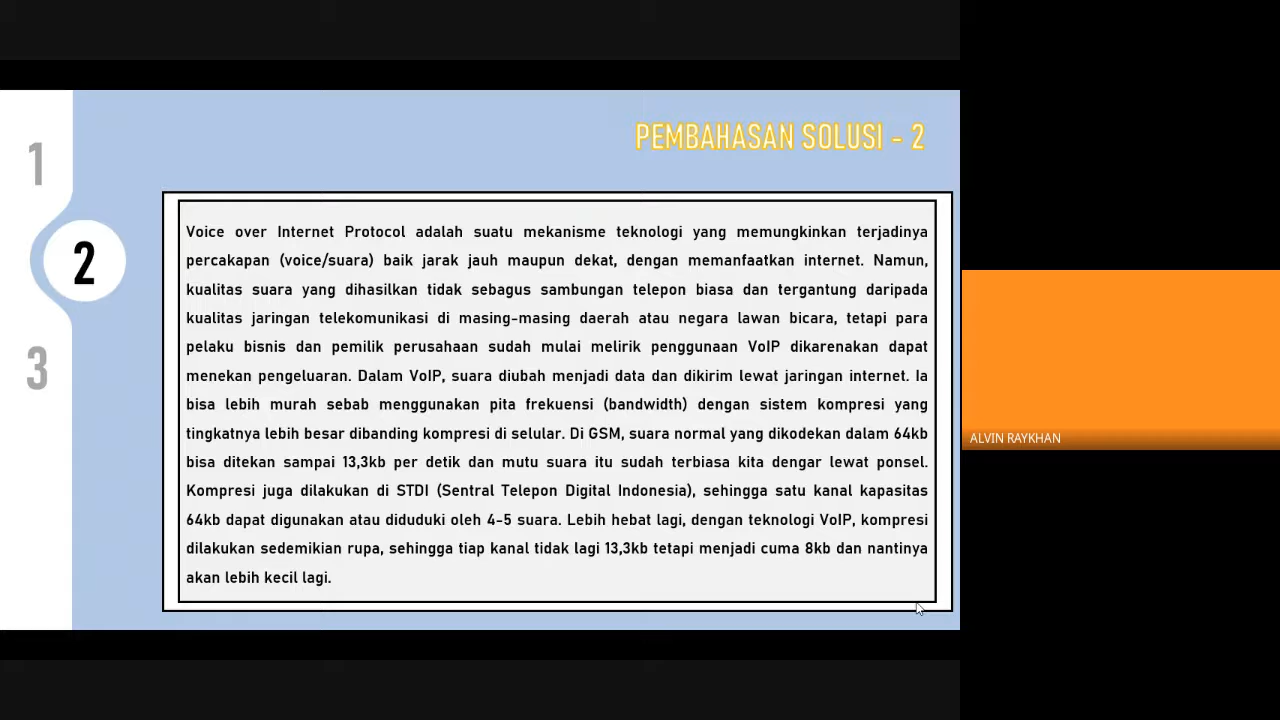 PEMBAHASAN SOLUSI - 2
1
2
3
Voice over Internet Protocol adalah suatu mekanisme teknologi yang memungkinkan terjadinya
percakapan (voice/suara) baik jarak jauh maupun dekat, dengan memanfaatkan internet. Namun,
kualitas suara yang dihasilkan tidak sebagus sambungan telepon biasa dan tergantung daripada
kualitas jaringan telekomunikasi di masing-masing daerah atau negara lawan bicara, tetapi para
pelaku bisnis dan pemilik perusahaan sudah mulai melirik penggunaan VoIP dikarenakan dapat
menekan pengeluaran. Dalam VoIP, suara diubah menjadi data dan dikirim lewat jaringan internet. Ia
bisa lebih murah sebab menggunakan pita frekuensi (bandwidth) dengan sistem kompresi yang
tingkatnya lebih besar dibanding kompresi di selular. Di GSM, suara normal yang dikodekan dalam 64kb
bisa ditekan sampai 13,3kb per detik dan mutu suara itu sudah terbiasa kita dengar lewat ponsel.
Kompresi juga dilakukan di STDI (Sentral Telepon Digital Indonesia), sehingga satu kanal kapasitas
64kb dapat digunakan atau diduduki oleh 4-5 suara. Lebih hebat lagi, dengan teknologi VoIP, kompresi
dilakukan sedemikian rupa, sehingga tiap kanal tidak lagi 13,3kb tetapi menjadi cuma 8kb dan nantinya
akan lebih kecil lagi.
ALVIN RAYKHAN